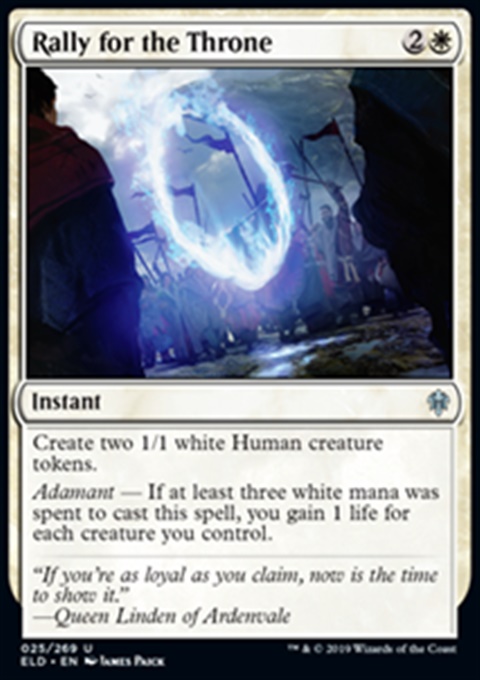 Rally for the Throne 2
Instant
Create two 1/1 white Human creature
tokens.
Adamant — If at least three white mana was
spent to cast this spell, you gain 1 life for
each creature you control.
"If you're as loyal as you claim, now is the time
to show it."
—Queen Linden of Ardenvale
025/269 U
ELD • EN James Paick
™ & © 2019 Wizards of the Coast